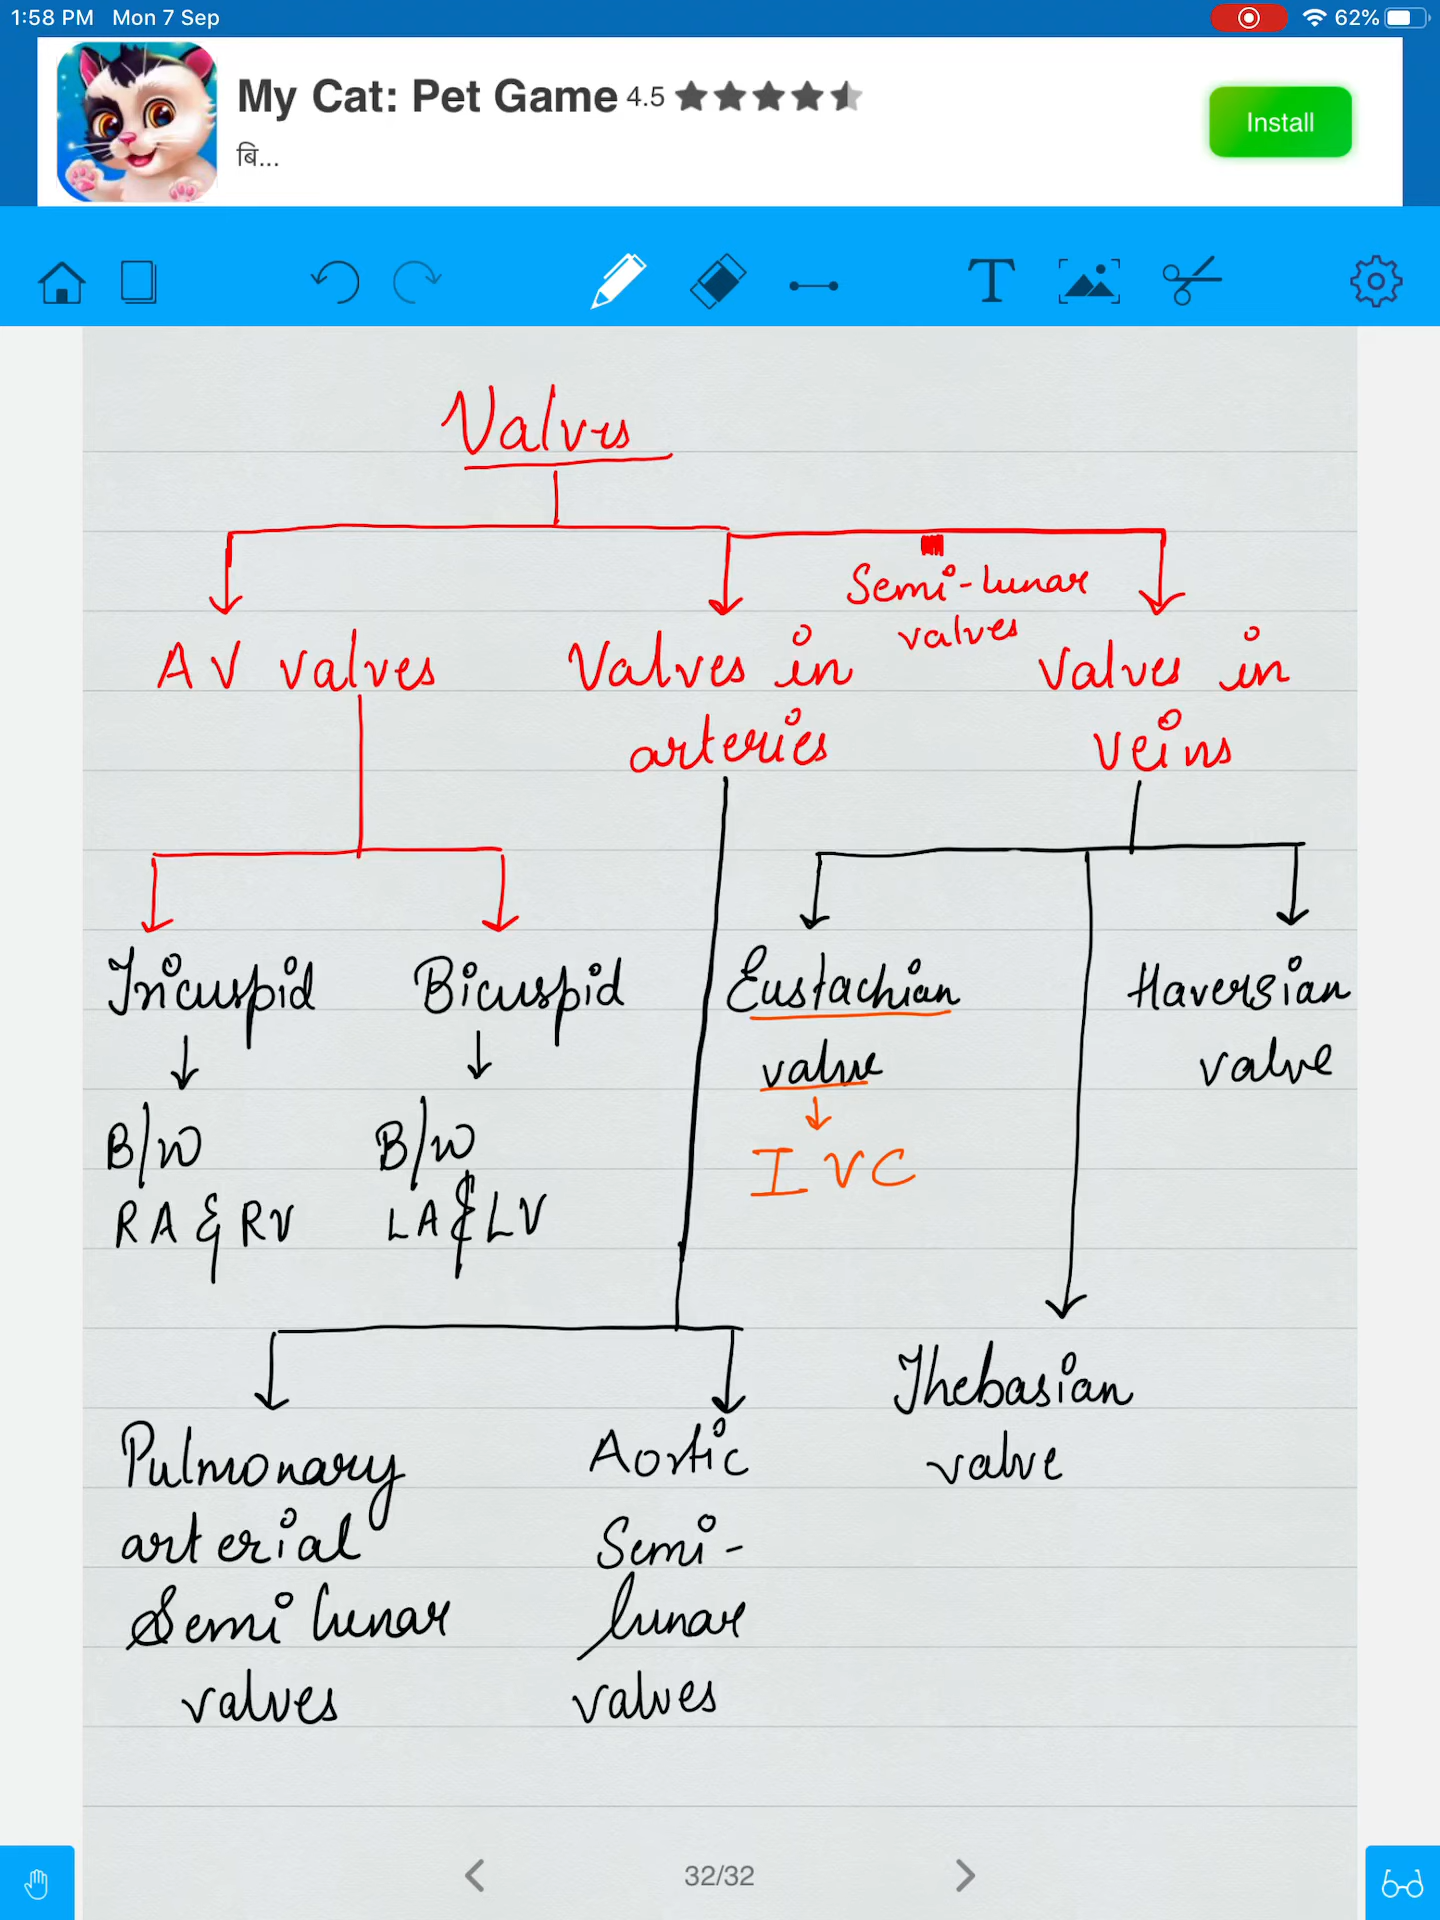 1:58 PM Mon 7 Sep
62%
My Cat: Pet Game 4.5
बि...
Install
T
Valves
Semi-lunar
valves
AV valves
Valves in
arteries
Valves in
veins
Tricuspid
Bicuspid
Eustachian
valve
Haversian
valve
B/w
RA & RV
B/w
LA & LV
IVC
Thebasian
valve
Pulmonary
arterial
Semi lunar
valves
Aortic
Semi-
lunar
valves
32/32